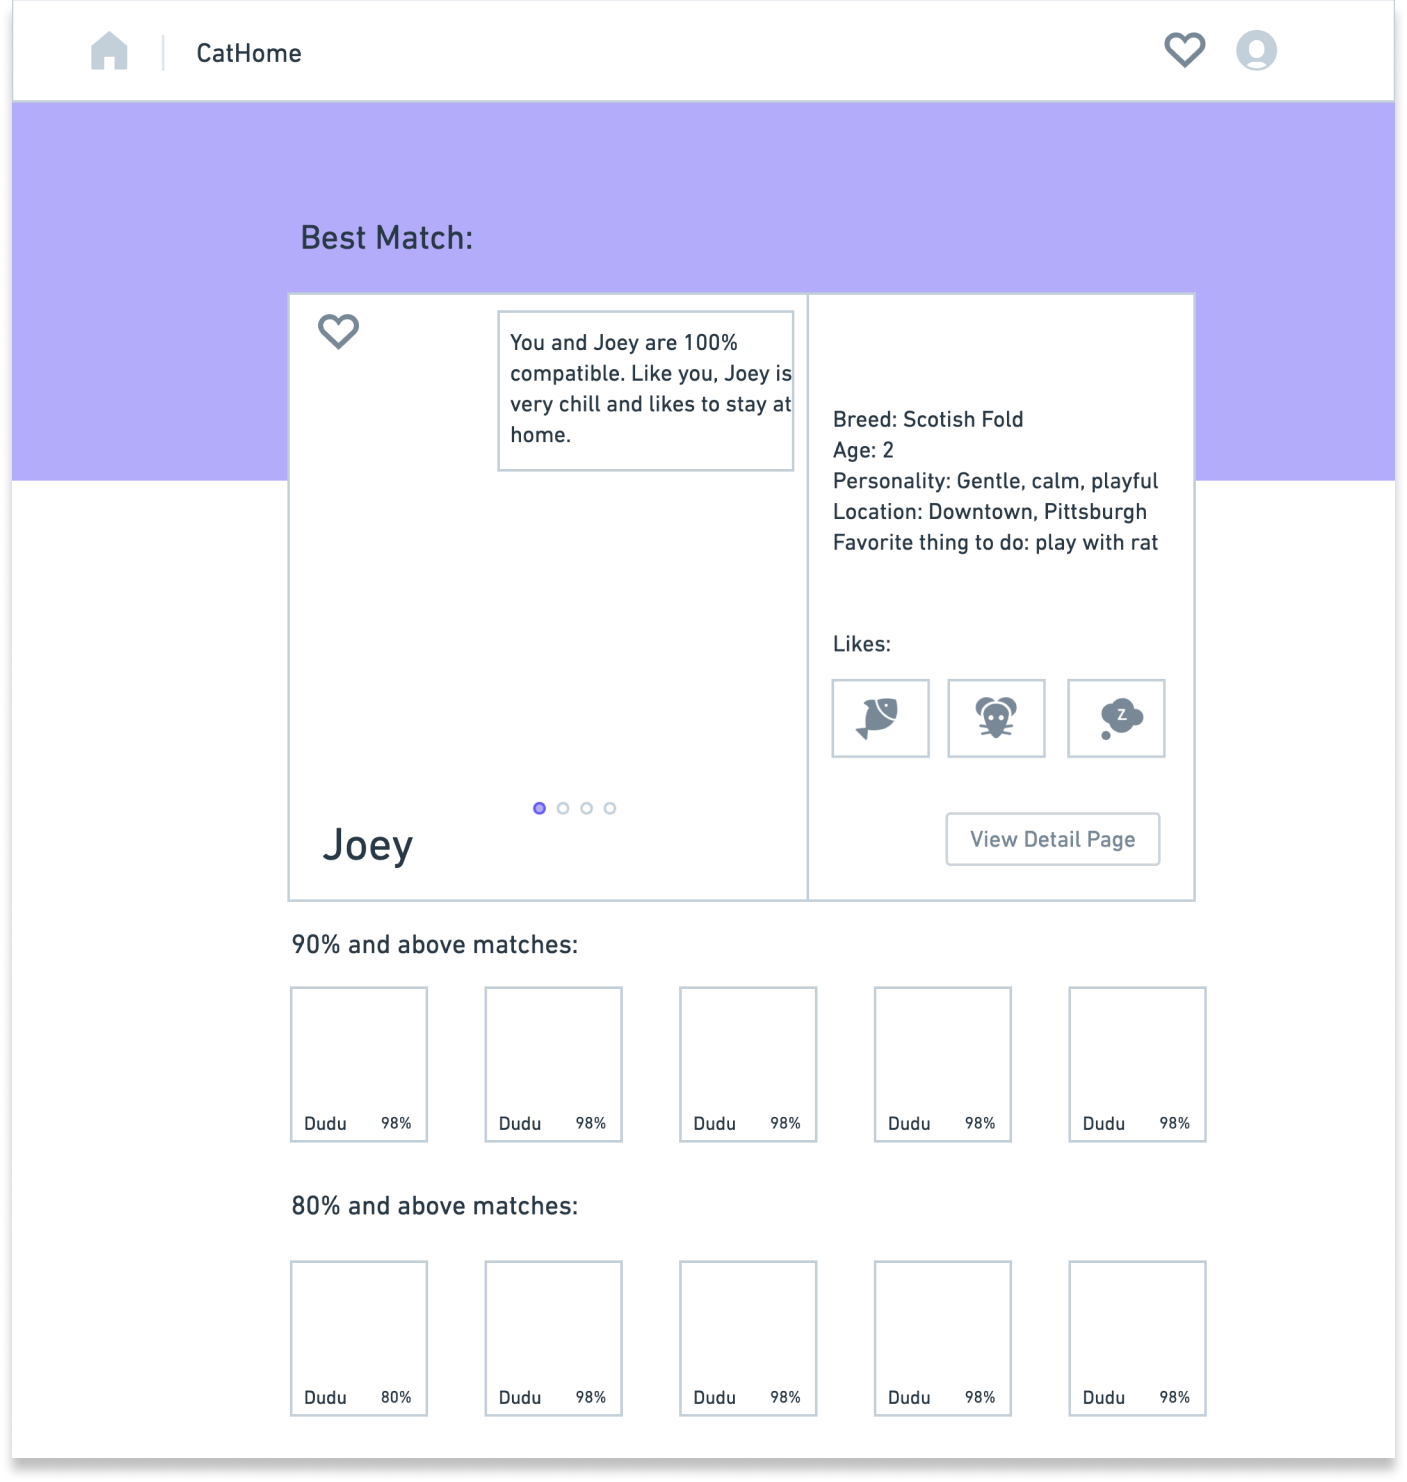 CatHome
Best Match:
You and Joey are 100%
compatible. Like you, Joey is
very chill and likes to stay at
home.
Joey
Breed: Scotish Fold
Age: 2
Personality: Gentle, calm, playful
Location: Downtown, Pittsburgh
Favorite thing to do: play with rat
Likes:
Z
View Detail Page
90% and above matches:
Dudu 98%
Dudu 98%
Dudu 98%
Dudu 98%
Dudu 98%
80% and above matches:
Dudu 80%
Dudu 98%
Dudu 98%
Dudu 98%
Dudu 98%